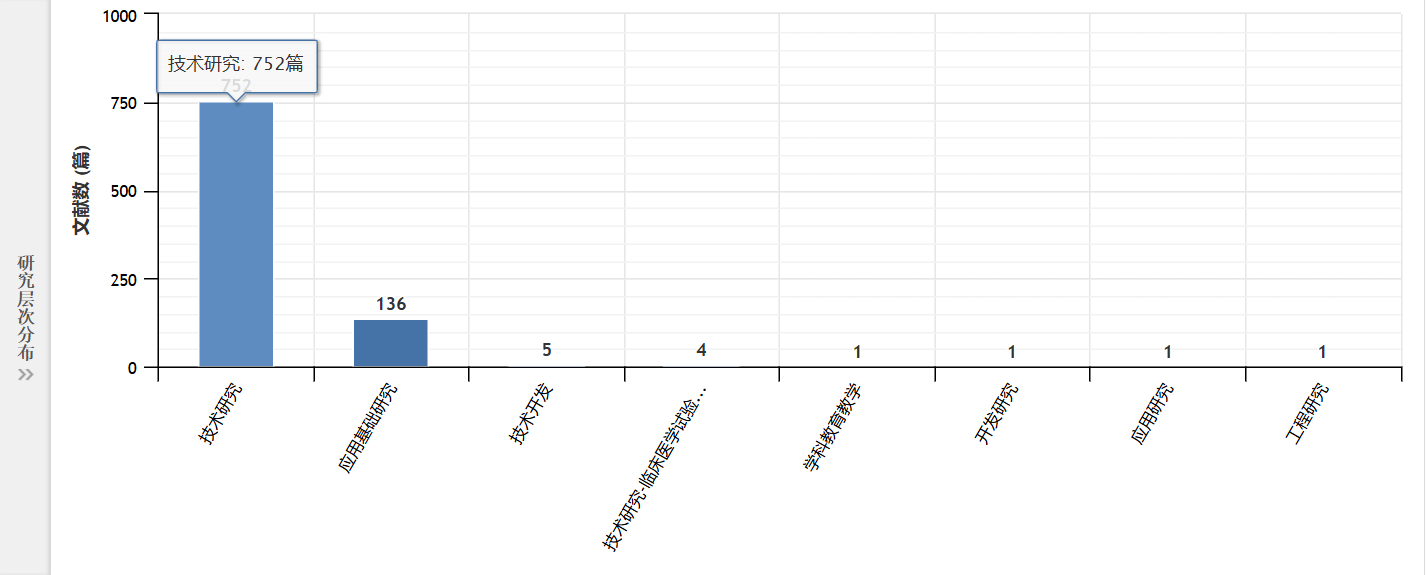 研究层次分布
文献数 (篇)
1000
750
500
250
0
技术研究: 752篇
752
136
5
4
1
1
1
1
技术研究
应用基础研究
技术开发
技术研究-临床医学试验...
学科教育教学
开发研究
应用研究
工程研究